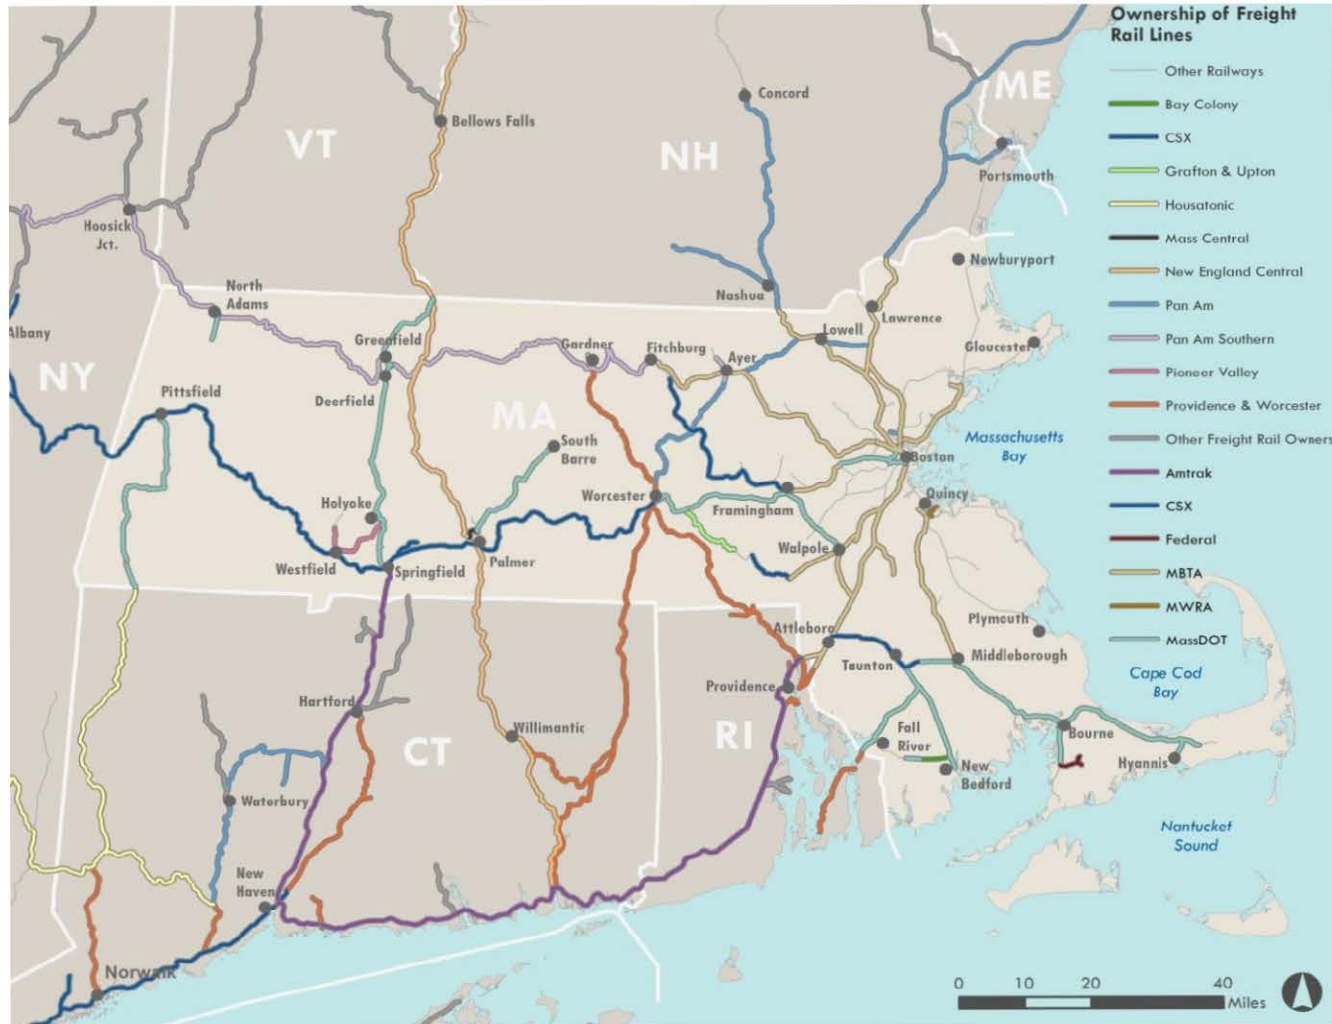 Ownership of Freight
Rail Lines
Other Railways
Bay Colony
CSX
Grafton & Upton
Housatonic
Mass Central
New England Central
Pan Am
Pan Am Southern
Pioneer Valley
Providence & Worcester
Other Freight Rail Owners
Amtrak
CSX
Federal
MBTA
MWRA
MassDOT
ME
Concord
Bellows Falls
VT
NH
Portsmouth
Hoosick
Jct.
Newburyport
North
Adams
Nashua
Lawrence
Albany
Lowell
Greenfield
Gardner
Fitchburg
Ayer
Gloucester
NY
Pittsfield
Deerfield
MA
South
Barre
Massachusetts
Bay
Boston
Holyoke
Worcester
Framingham
Quincy
Westfield
Springfield
Palmer
Walpole
Plymouth
Attleboro
Taunton
Middleborough
Cape Cod
Bay
Providence
Hartford
CT
Willimantic
RI
Fall
River
Bourne
Hyannis
New
Bedford
Waterbury
Nantucket
Sound
New
Haven
Norwalk
0 10 20 40
Miles